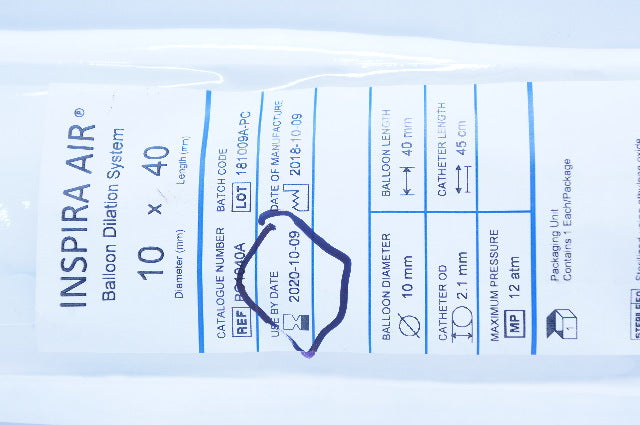 INSPIRA AIR®
Balloon Dilation System
10 x 40
Diameter (mm) Length (mm)
CATALOGUE NUMBER BATCH CODE
REF LOT 181009A-PC
USE BY DATE DATE OF MANUFACTURE
2020-10-09 2018-10-09
BALLOON DIAMETER BALLOON LENGTH
10 mm 40 mm
CATHETER OD CATHETER LENGTH
2.1 mm 45 cm
MAXIMUM PRESSURE
MP 12 atm
Packaging Unit
Contains 1 Each/Package
1